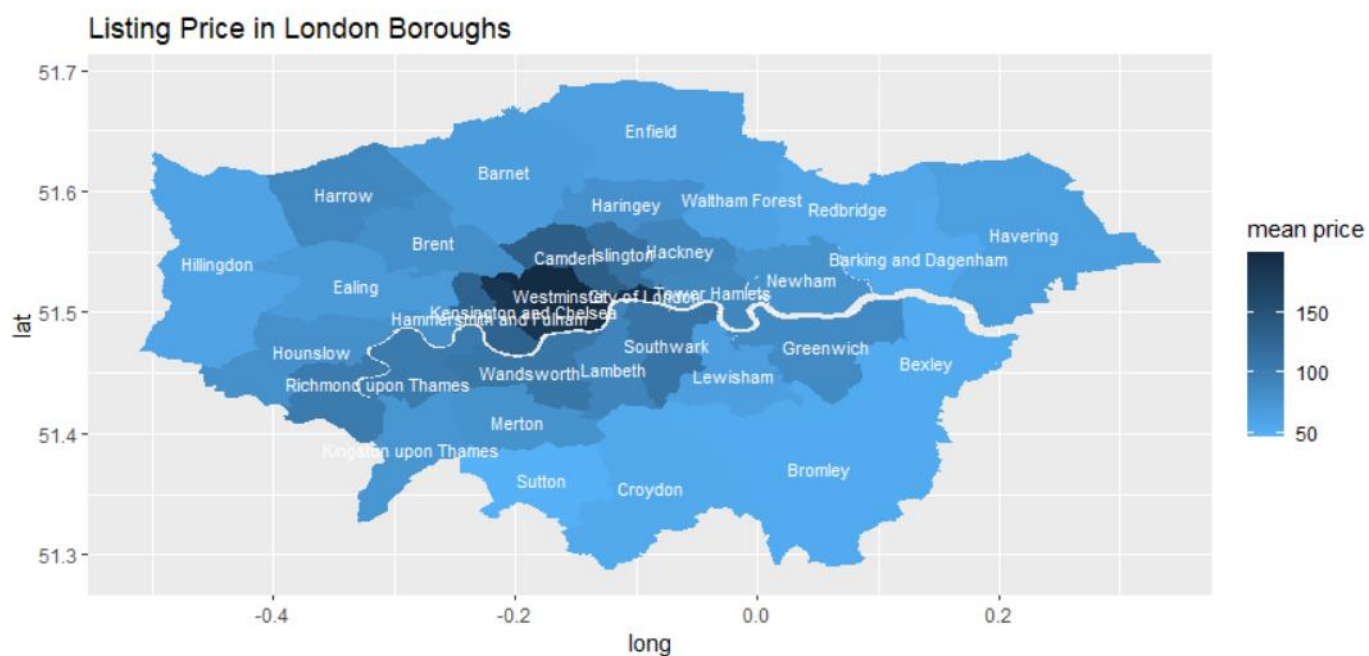 Listing Price in London Boroughs
51.7
51.6
51.5
51.4
51.3
lat
Enfield
Barnet
Harrow
Haringey
Waltham Forest
Redbridge
Havering
Brent
Hillingdon
Camden
Islington
Hackney
Barking and Dagenham
Ealing
Newham
Westminster
City of London
Tower Hamlets
Kensington and Chelsea
Hammersmith and Fulham
Hounslow
Southwark
Greenwich
Bexley
Richmond upon Thames
Wandsworth
Lambeth
Lewisham
Merton
Kingston upon Thames
Sutton
Croydon
Bromley
-0.4
-0.2
0.0
0.2
long
mean price
150
100
50